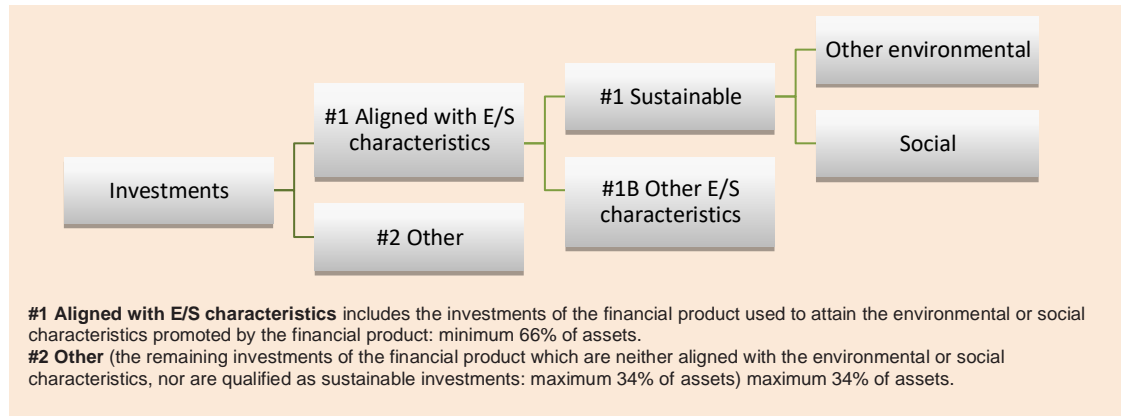 Other environmental
#1 Aligned with E/S
characteristics
#1 Sustainable
Social
Investments
#1B Other E/S
characteristics
#2 Other
#1 Aligned with E/S characteristics includes the investments of the financial product used to attain the environmental or social
characteristics promoted by the financial product: minimum 66% of assets.
#2 Other (the remaining investments of the financial product which are neither aligned with the environmental or social
characteristics, nor are qualified as sustainable investments: maximum 34% of assets) maximum 34% of assets.